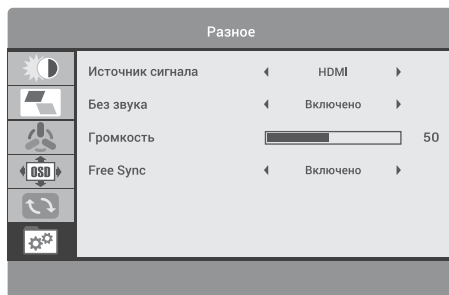 Разное
Источник сигнала HDMI
Без звука Включено
Громкость 50
OSD Free Sync Включено